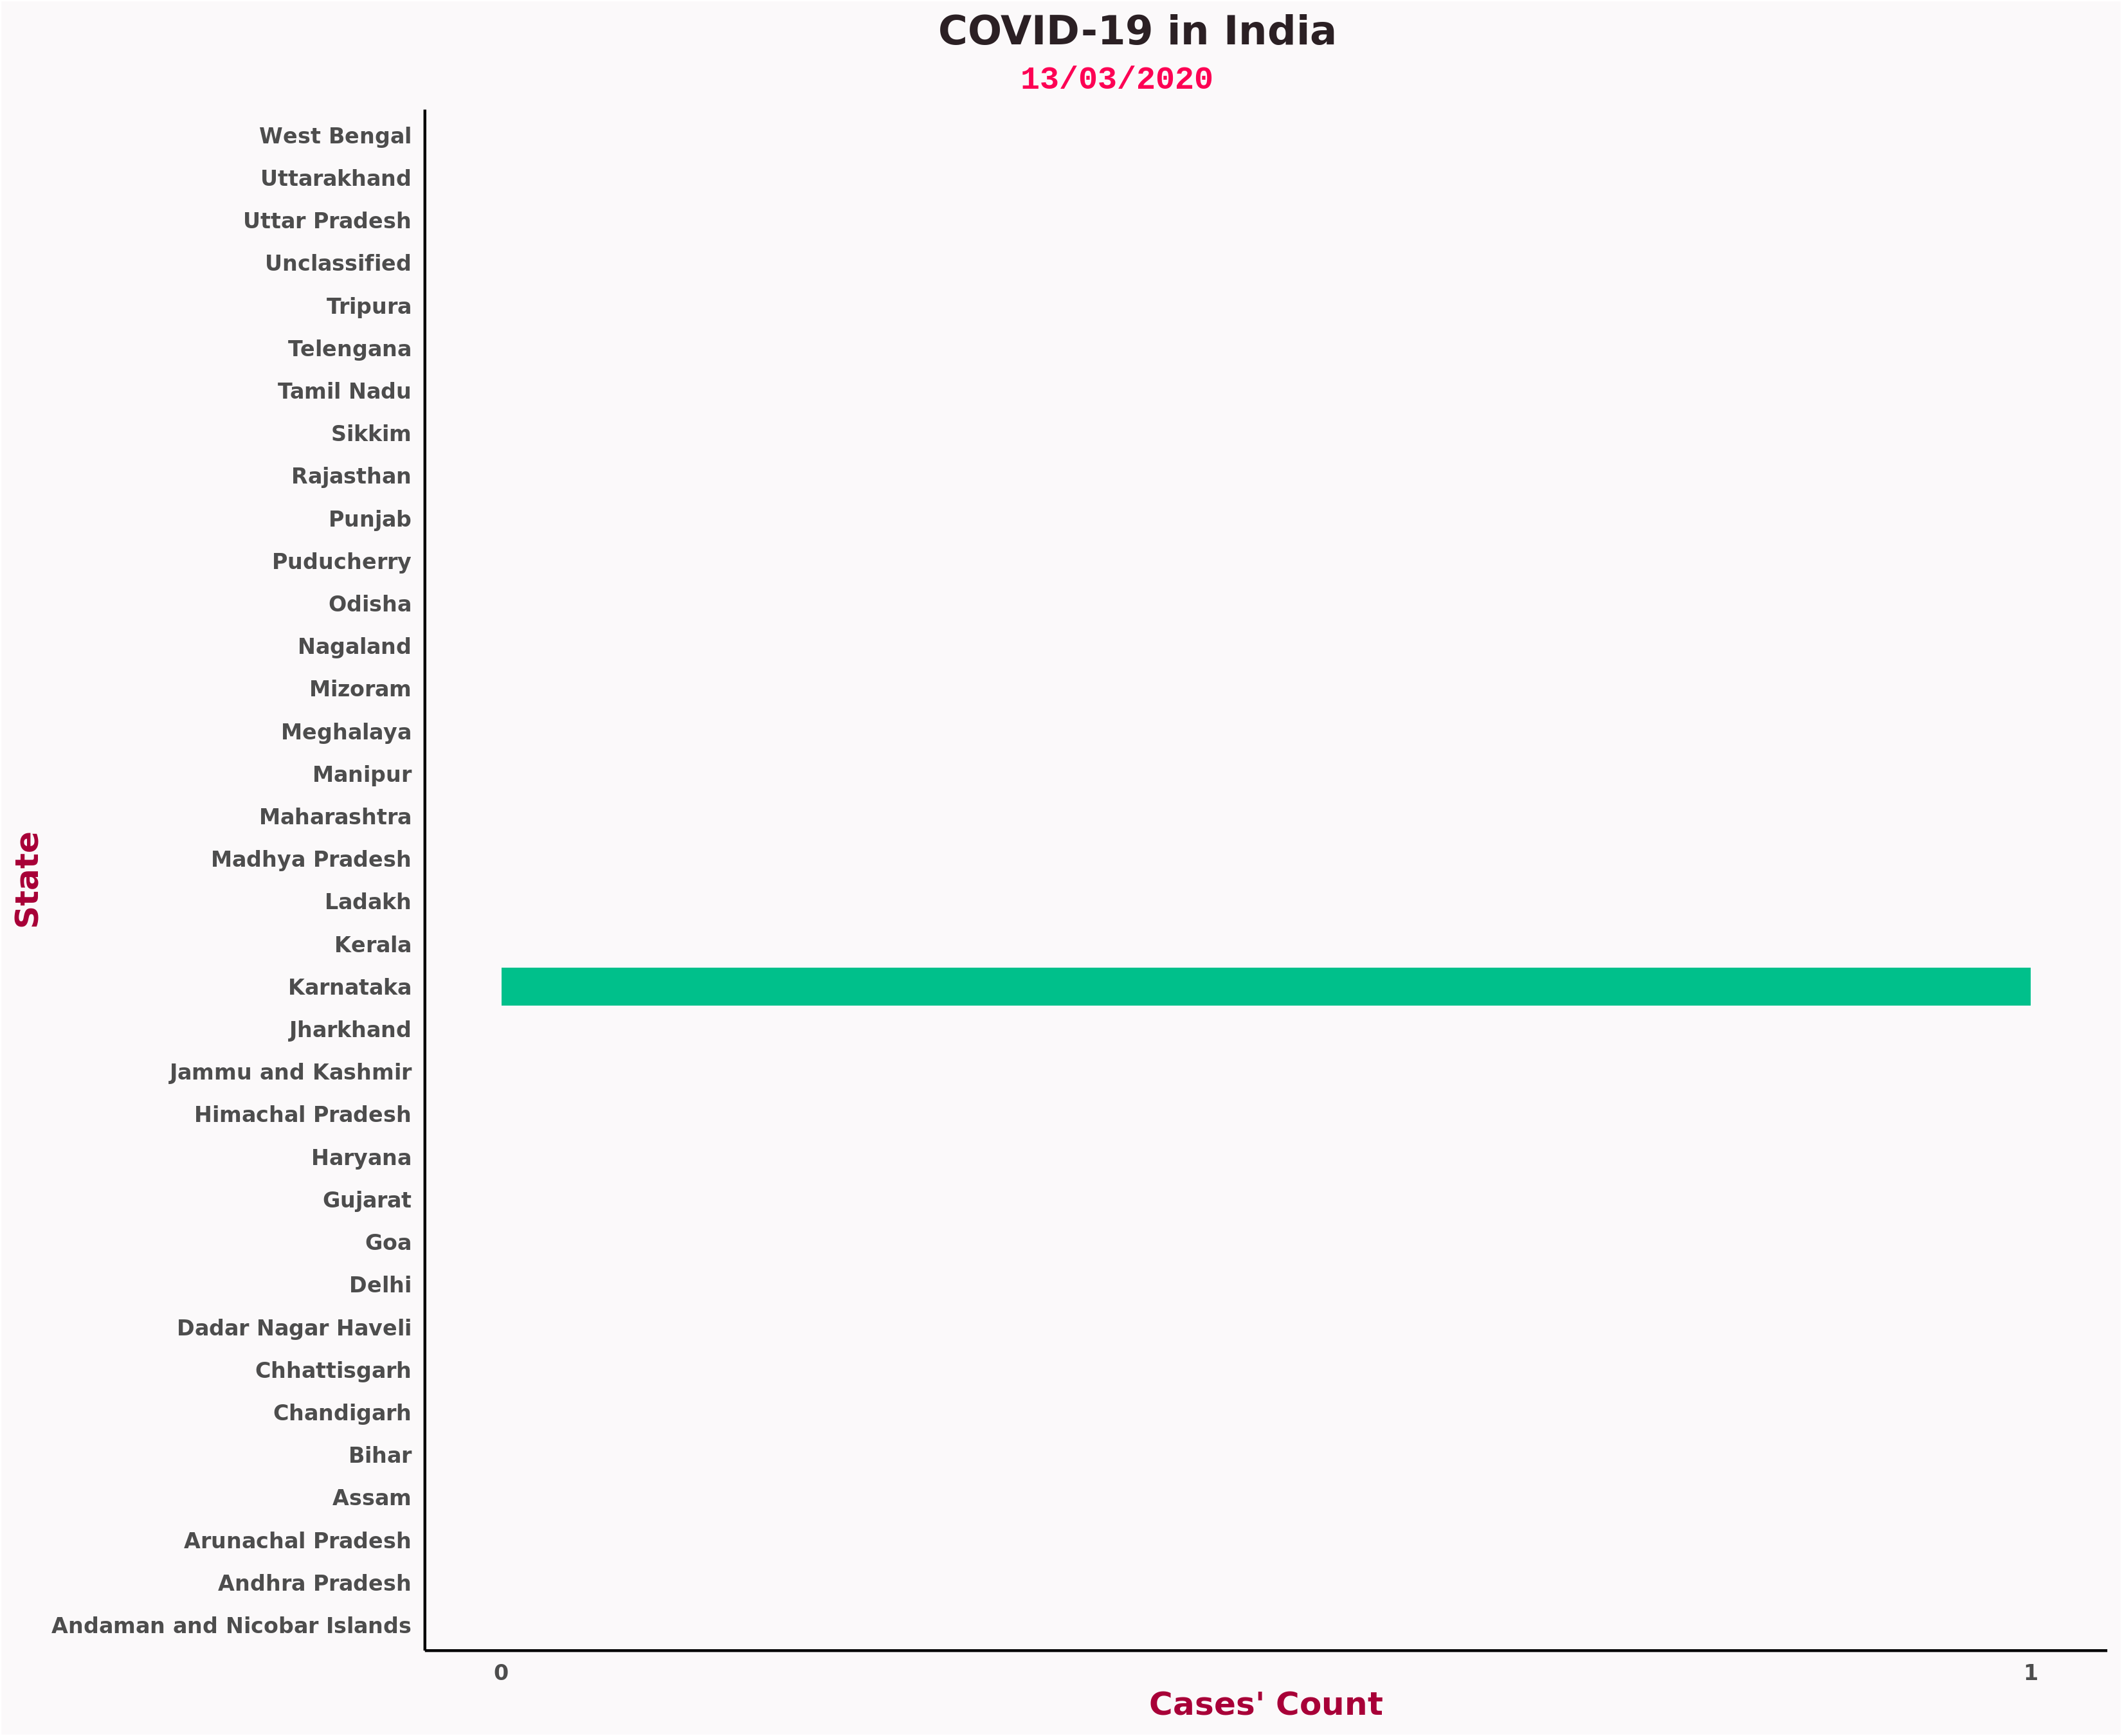 COVID-19 in India
13/03/2020
State
West Bengal
Uttarakhand
Uttar Pradesh
Unclassified
Tripura
Telengana
Tamil Nadu
Sikkim
Rajasthan
Punjab
Puducherry
Odisha
Nagaland
Mizoram
Meghalaya
Manipur
Maharashtra
Madhya Pradesh
Ladakh
Kerala
Karnataka
Jharkhand
Jammu and Kashmir
Himachal Pradesh
Haryana
Gujarat
Goa
Delhi
Dadar Nagar Haveli
Chhattisgarh
Chandigarh
Bihar
Assam
Arunachal Pradesh
Andhra Pradesh
Andaman and Nicobar Islands
0 1
Cases' Count